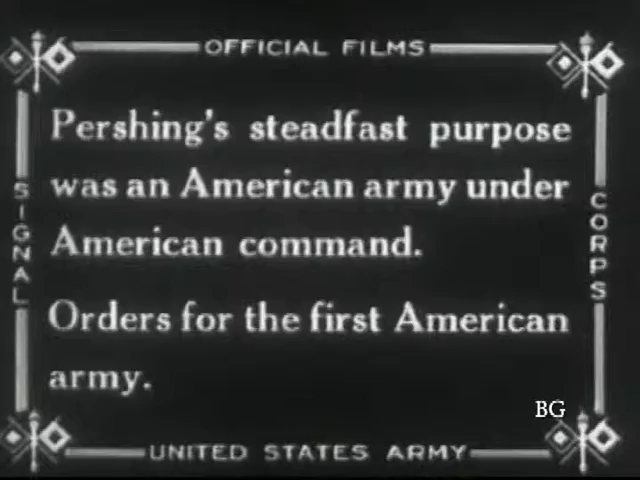 OFFICIAL FILMS
SIGNAL
CORPS
Pershing's steadfast purpose
was an American army under
American command.
Orders for the first American
army.
BG
UNITED STATES ARMY